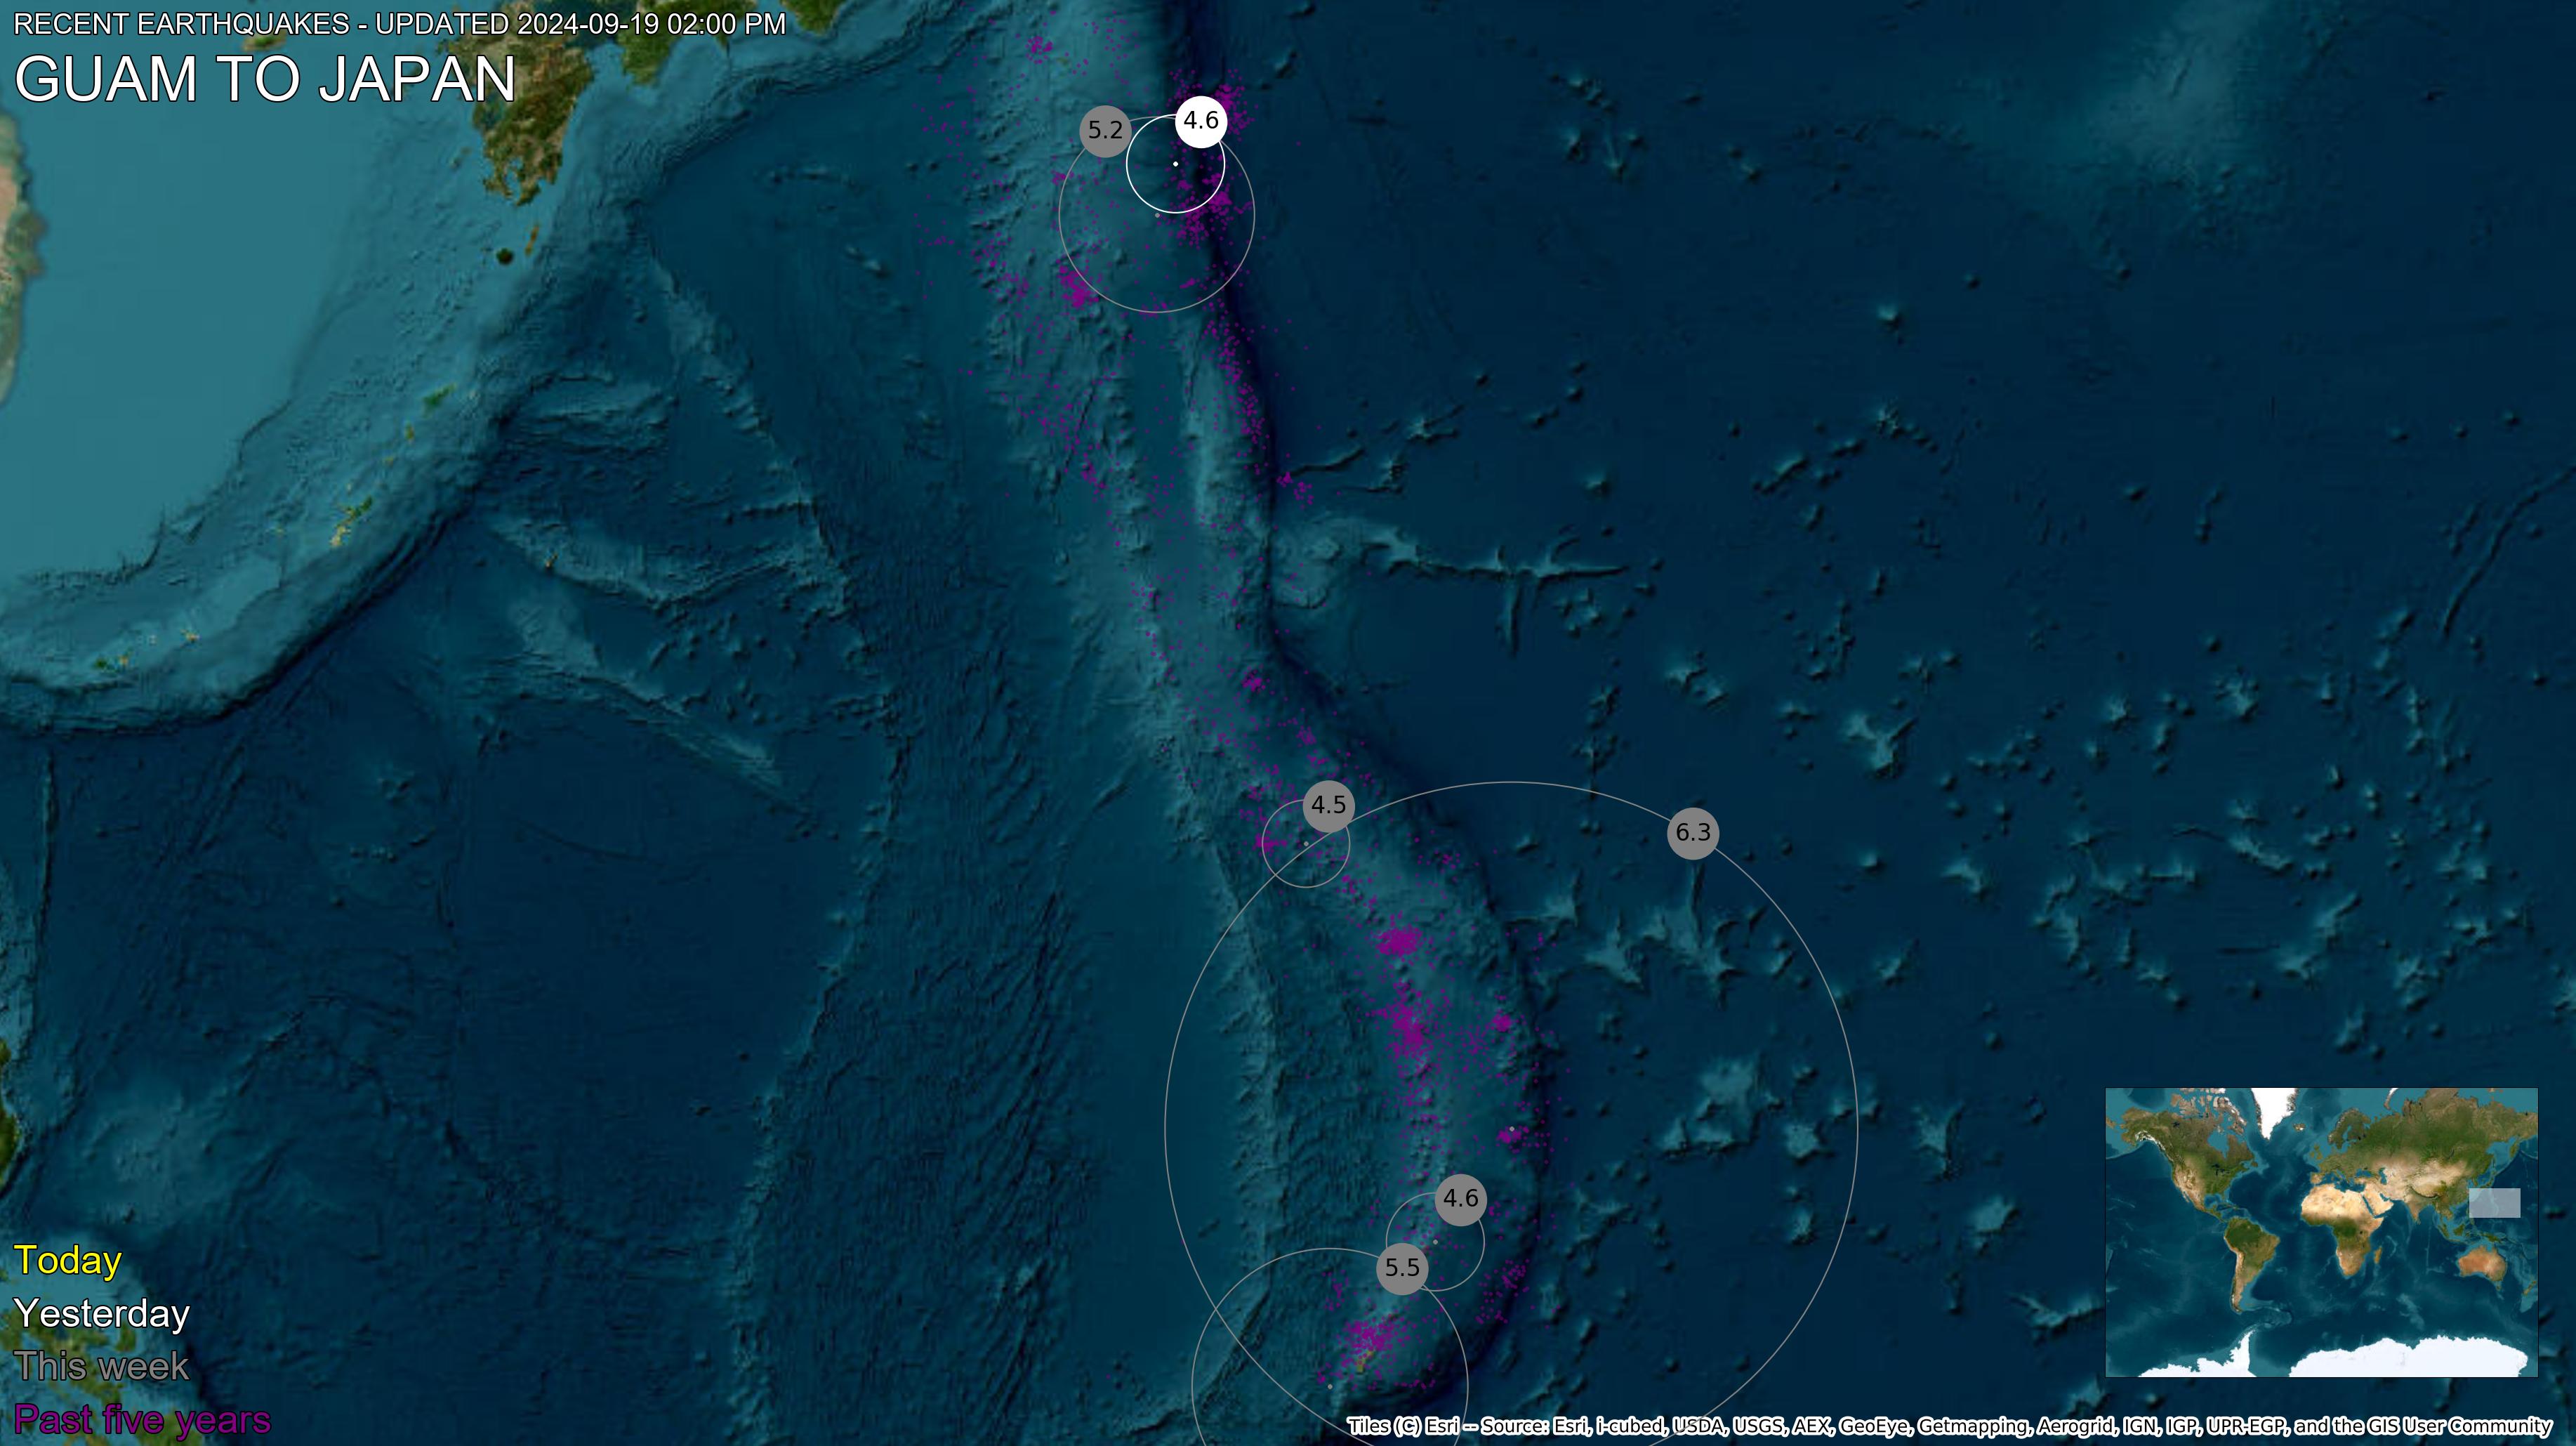 RECENT EARTHQUAKES - UPDATED 2024-09-19 02:00 PM
GUAM TO JAPAN
5.2
4.6
4.5
6.3
4.6
5.5
Today
Yesterday
This week
Past five years
Tiles (C) Esri -- Source: Esri, i-cubed, USDA, USGS, AEX, GeoEye, Getmapping, Aerogrid, IGN, IGP, UPR-EGP, and the GIS User Community